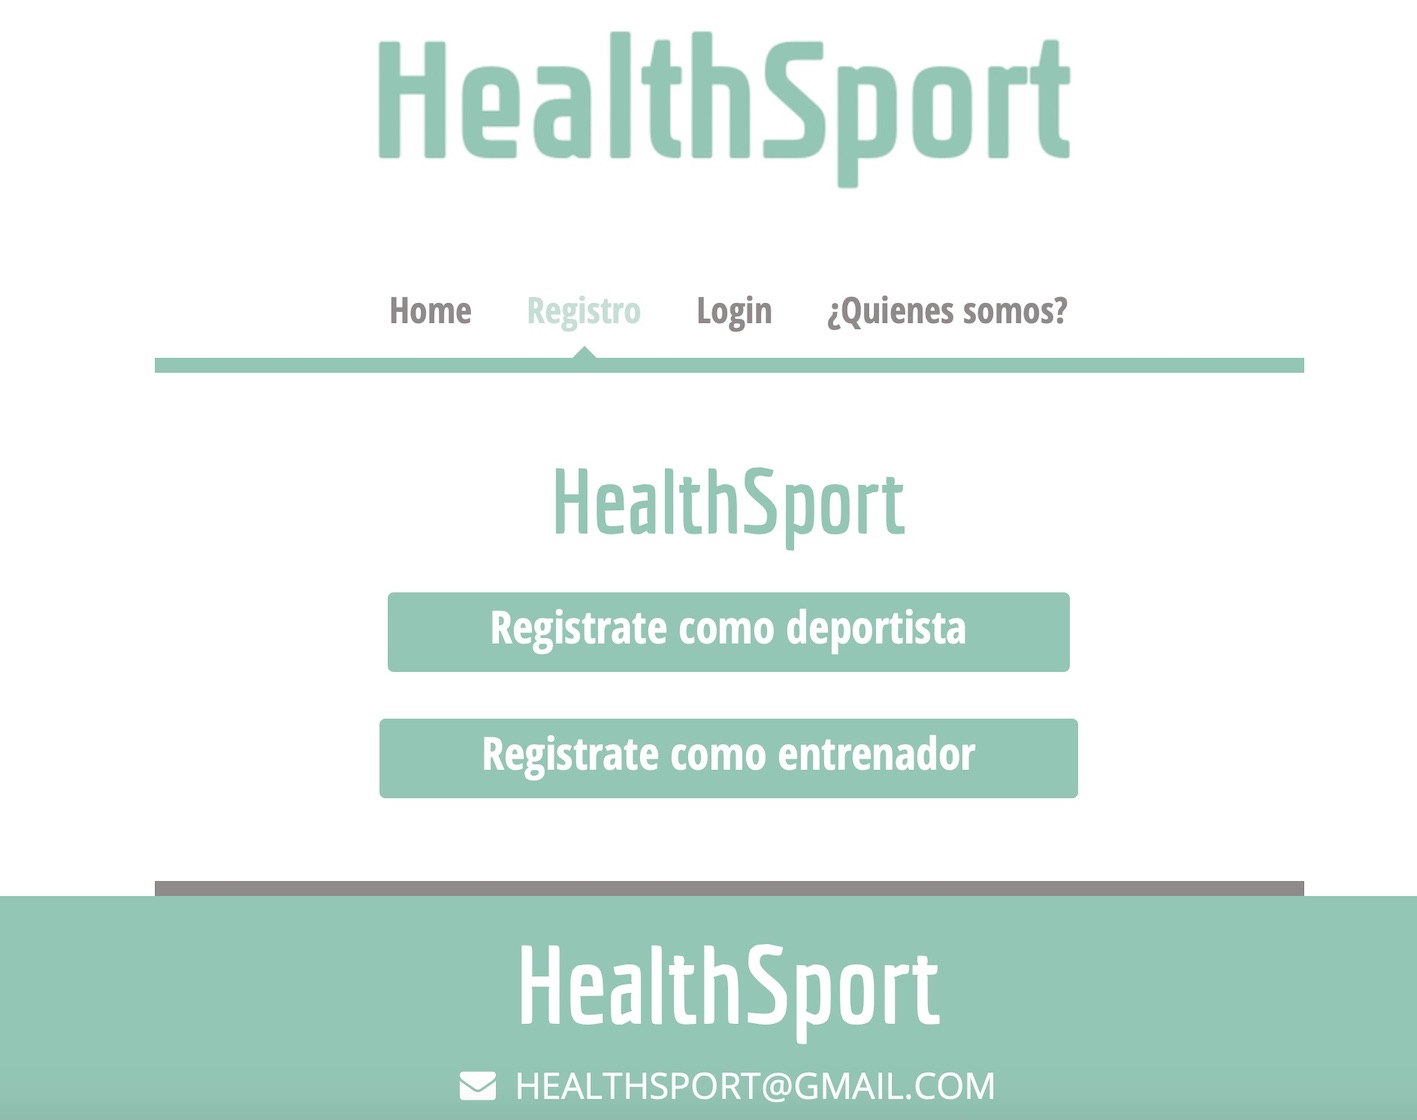 HealthSport
Home Registro Login ¿Quienes somos?
HealthSport
Registrate como deportista
Registrate como entrenador
HealthSport
HEALTHSPORT@GMAIL.COM